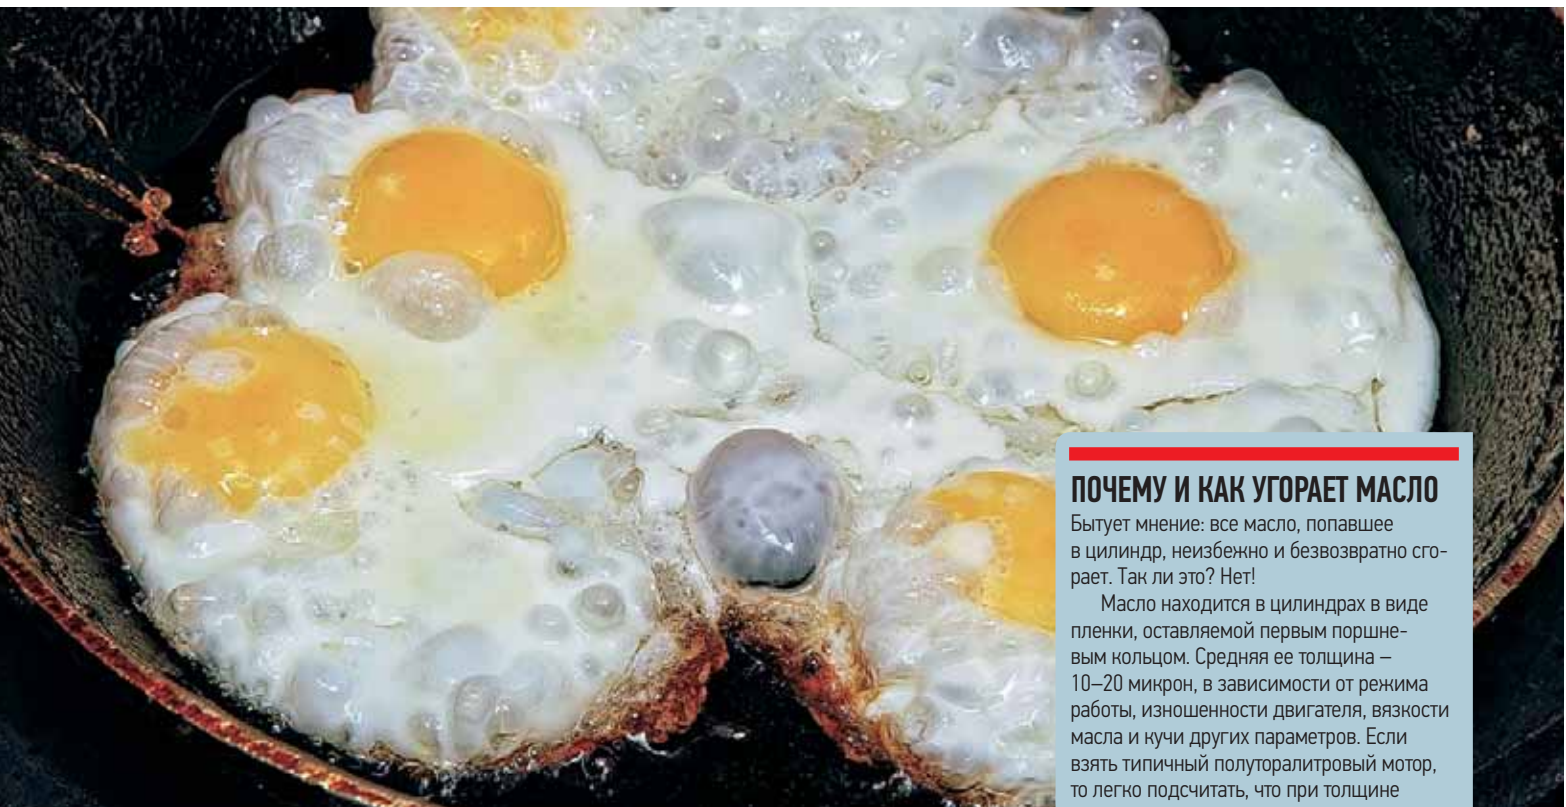 ПОЧЕМУ И КАК УГОРАЕТ МАСЛО
Бытует мнение: все масло, попавшее
в цилиндр, неизбежно и безвозвратно сго-
рает. Так ли это? Нет!
Масло находится в цилиндрах в виде
пленки, оставляемой первым поршне-
вым кольцом. Средняя ее толщина –
10–20 микрон, в зависимости от режима
работы, изношенности двигателя, вязкости
масла и кучи других параметров. Если
взять типичный полуторалитровый мотор,
то легко подсчитать, что при толщине